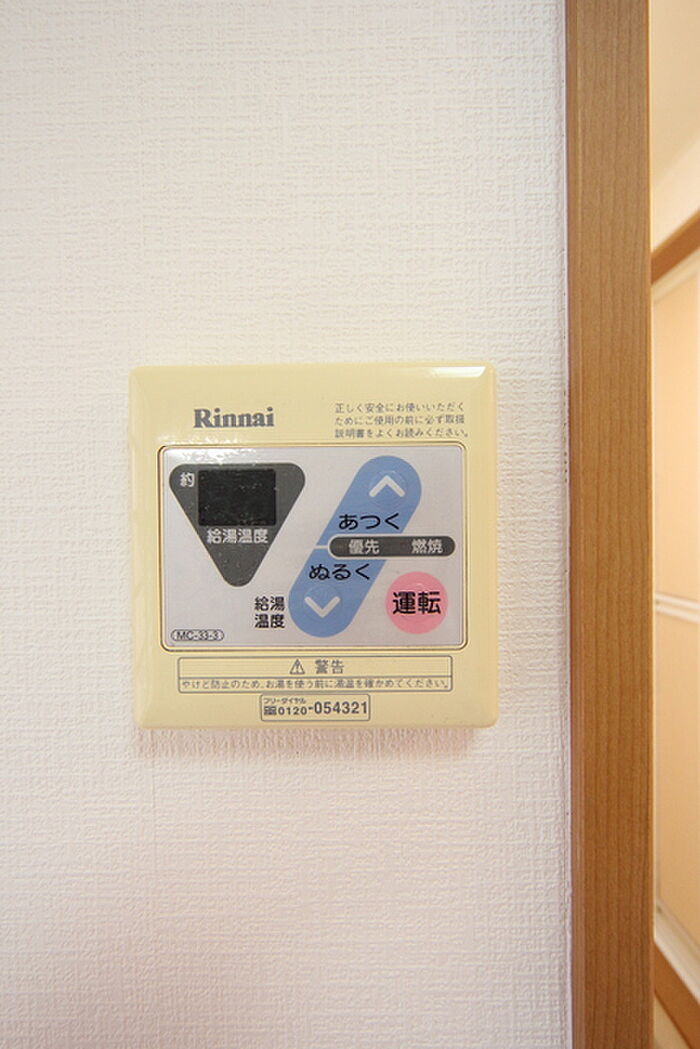 Rinnai
正しく安全にお使いいただく
ためにご使用の前に必ず取扱
説明書をよくお読みください。
約
給湯温度
あつく
優先 燃焼
ぬるく
給湯
温度
運転
MC-33-3
⚠ 警告
やけど防止のため、お湯を使う前に湯温を確かめてください。
フリーダイヤル
0120-054321